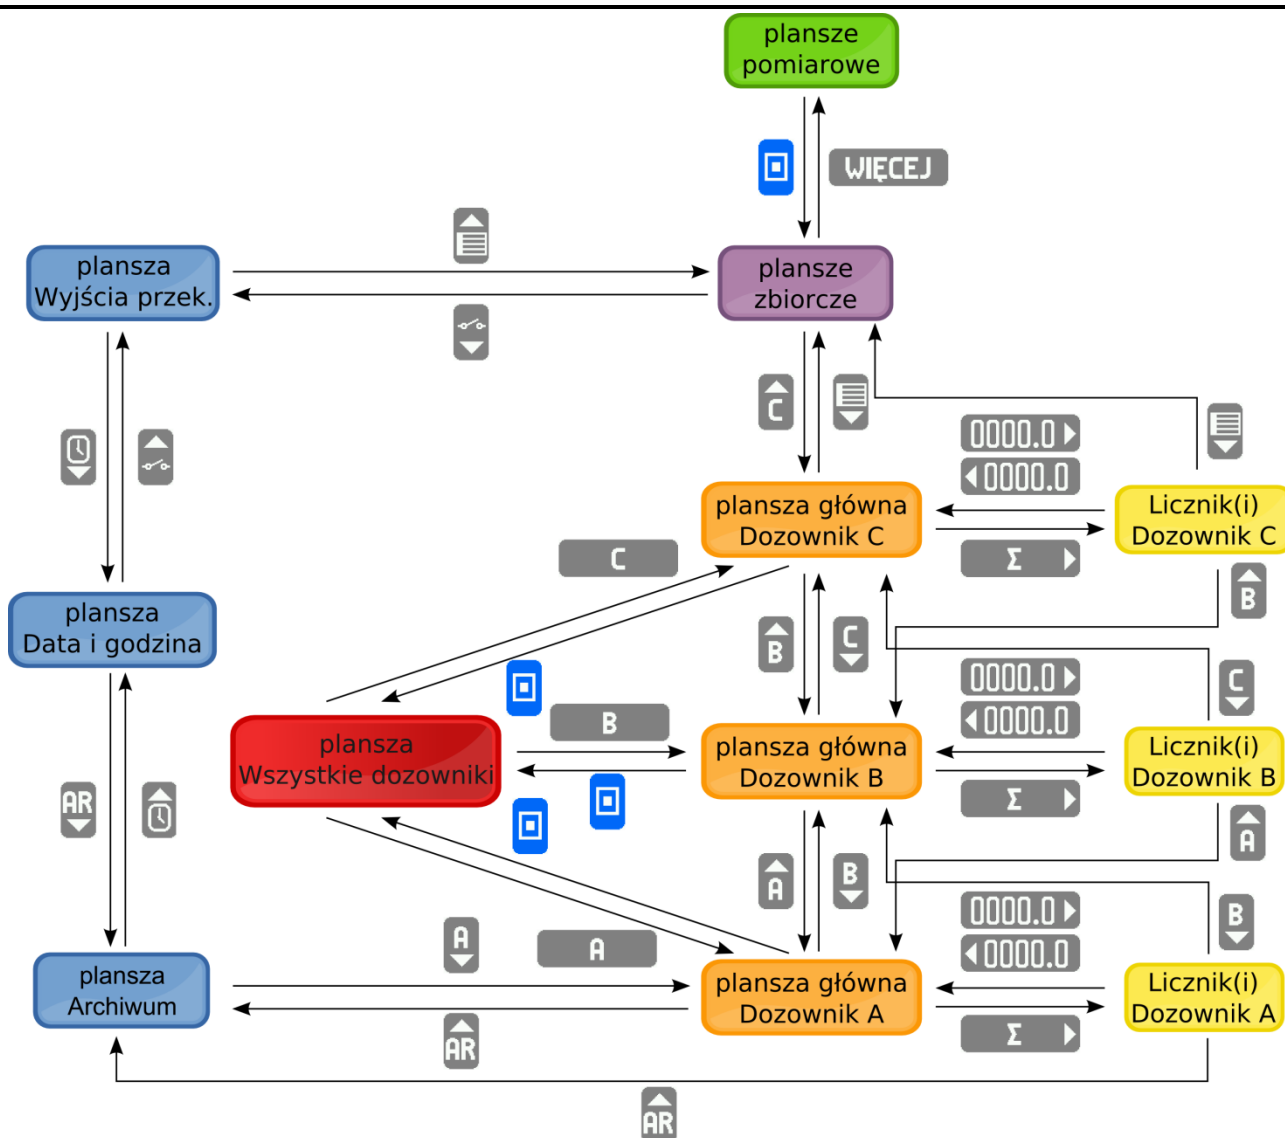 plansze
pomiarowe
WIĘCEJ
plansza
Wyjścia przek.
plansze
zbiorcze
C
0000.0
0000.0
plansza główna
Dozownik C
Licznik(i)
Dozownik C
C
Σ
B
plansza
Data i godzina
B
C
0000.0
0000.0
C
B
plansza
Wszystkie dozowniki
plansza główna
Dozownik B
Licznik(i)
Dozownik B
AR
Σ
A
A
B
0000.0
0000.0
B
A
A
plansza
Archiwum
plansza główna
Dozownik A
Licznik(i)
Dozownik A
AR
Σ
AR